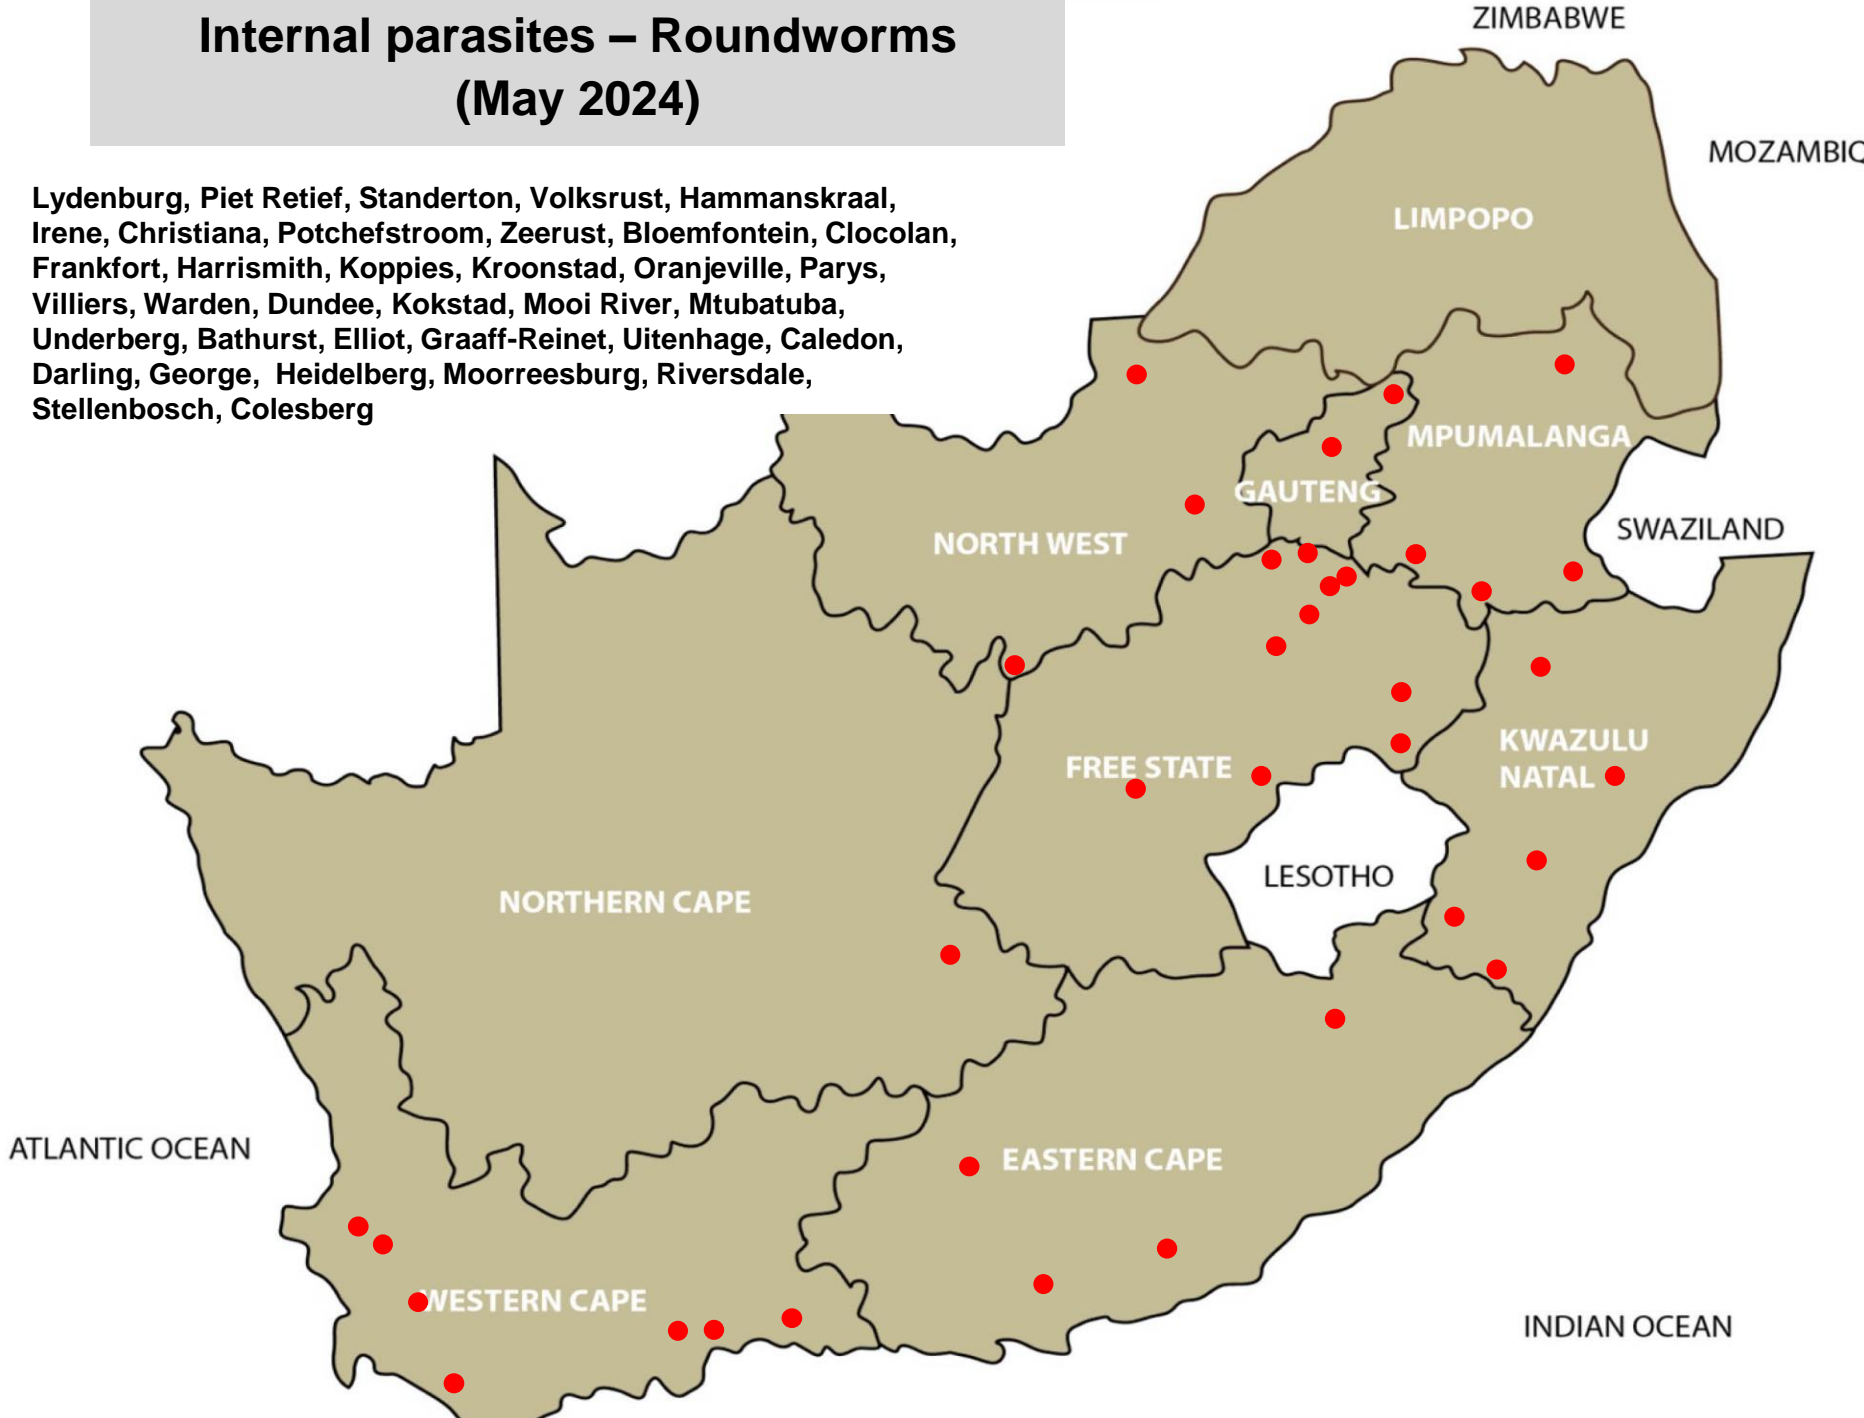 Internal parasites – Roundworms
(May 2024)
Lydenburg, Piet Retief, Standerton, Volksrust, Hammanskraal,
Irene, Christiana, Potchefstroom, Zeerust, Bloemfontein, Clocolan,
Frankfort, Harrismith, Koppies, Kroonstad, Oranjeville, Parys,
Villiers, Warden, Dundee, Kokstad, Mooi River, Mtubatuba,
Underberg, Bathurst, Elliot, Graaff-Reinet, Uitenhage, Caledon,
Darling, George, Heidelberg, Moorreesburg, Riversdale,
Stellenbosch, Colesberg
ZIMBABWE
MOZAMBIQ
LIMPOPO
MPUMALANGA
GAUTENG
SWAZILAND
NORTH WEST
KWAZULU
NATAL
FREE STATE
LESOTHO
NORTHERN CAPE
ATLANTIC OCEAN
EASTERN CAPE
WESTERN CAPE
INDIAN OCEAN